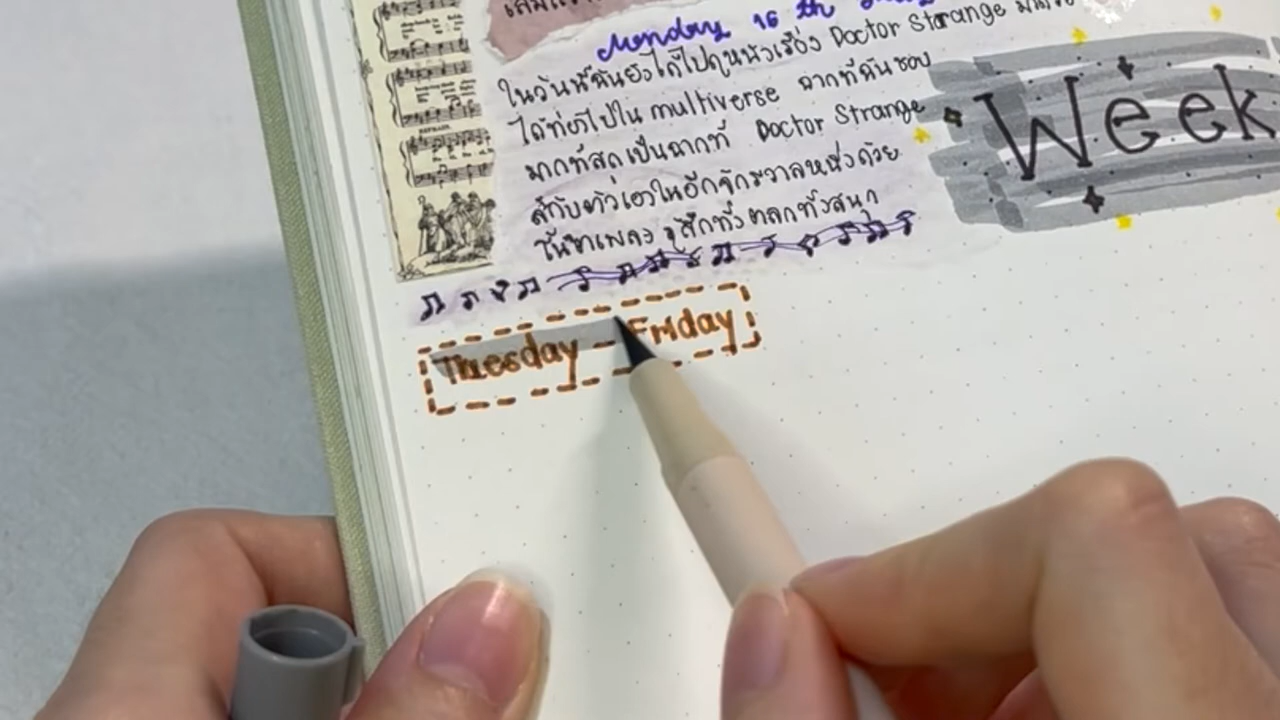 Monday 16 th
ในวันนี้ฉันยังได้ไปดูหนังเรื่อง Doctor Strange
ได้ท่องไปใน multiverse ฉากที่ฉันชอบ
มากที่สุดเป็นฉากที่ Doctor Strange
สู้กับตัวเองในอีกจักรวาลหนึ่งด้วย
โน๊ตเพลง รู้สึกทึ่ง ตลกทึ่งสนุก
Week
Tuesday - Friday